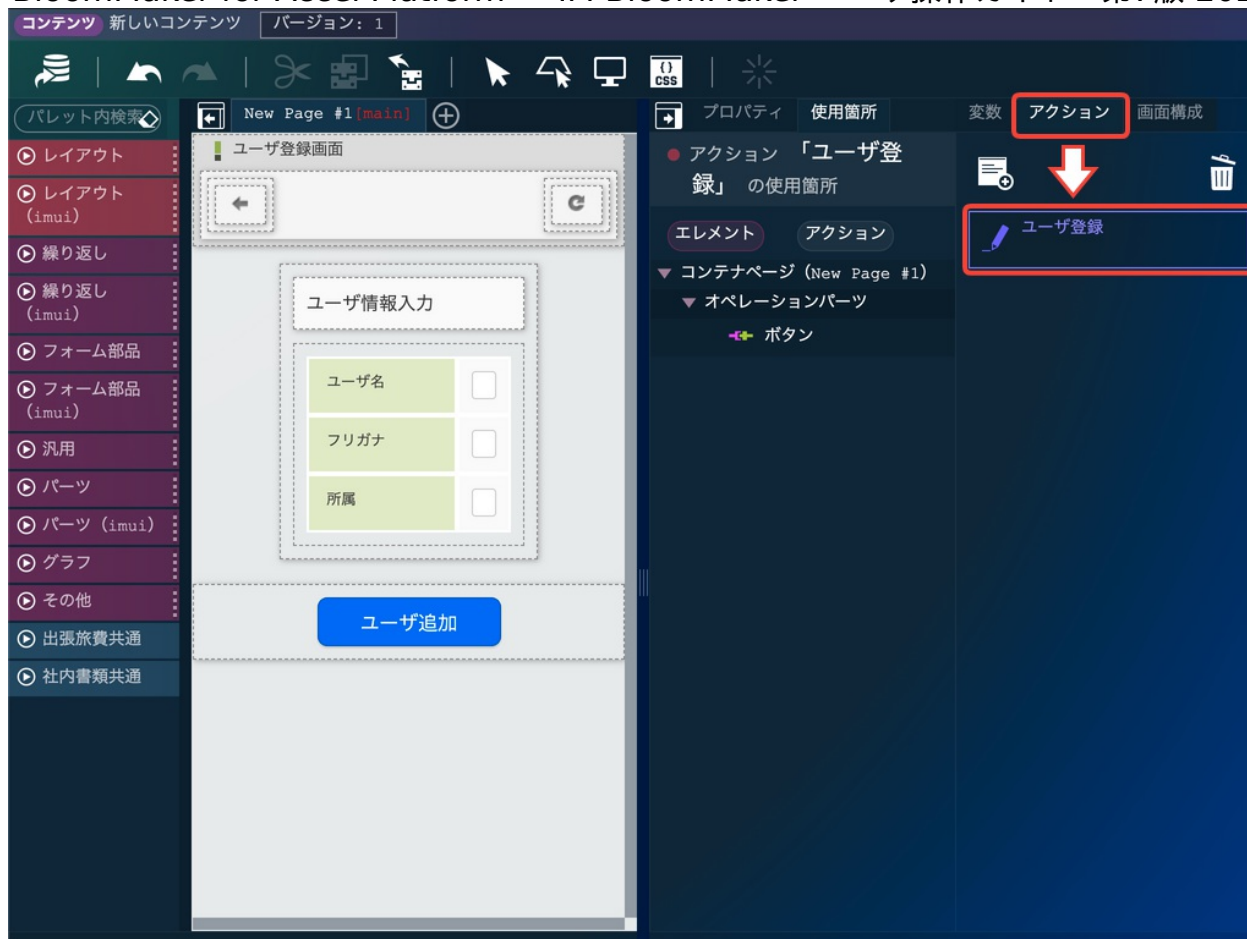 コンテンツ 新しいコンテンツ バージョン: 1
CSS
パレット内検索
New Page #1[main]
プロパティ 使用箇所
変数 アクション 画面構成
レイアウト
レイアウト
(imui)
繰り返し
繰り返し
(imui)
フォーム部品
フォーム部品
(imui)
汎用
パーツ
パーツ (imui)
グラフ
その他
出張旅費共通
社内書類共通
ユーザ登録画面
ユーザ情報入力
ユーザ名
フリガナ
所属
ユーザ追加
アクション 「ユーザ登
録」 の使用箇所
エレメント アクション
コンテナページ (New Page #1)
オペレーションパーツ
ボタン
ユーザ登録